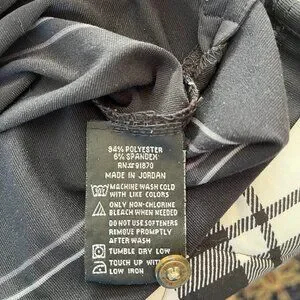 94% POLYESTER
6% SPANDEX
RN# 91870
MADE IN JORDAN
MACHINE WASH COLD
WITH LIKE COLORS
ONLY NON-CHLORINE
BLEACH WHEN NEEDED
DO NOT USE SOFTENERS
REMOVE PROMPTLY
AFTER WASH
TUMBLE DRY LOW
TOUCH UP WITH
LOW IRON